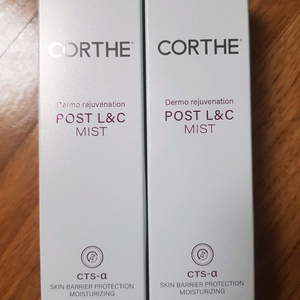 CORTHE®
Dermo rejuvenation
POST L&C
MIST
CTS-α
SKIN BARRIER PROTECTION
MOISTURIZING
CORTHE®
Dermo rejuvenation
POST L&C
MIST
CTS-α
SKIN BARRIER PROTECTION
MOISTURIZING